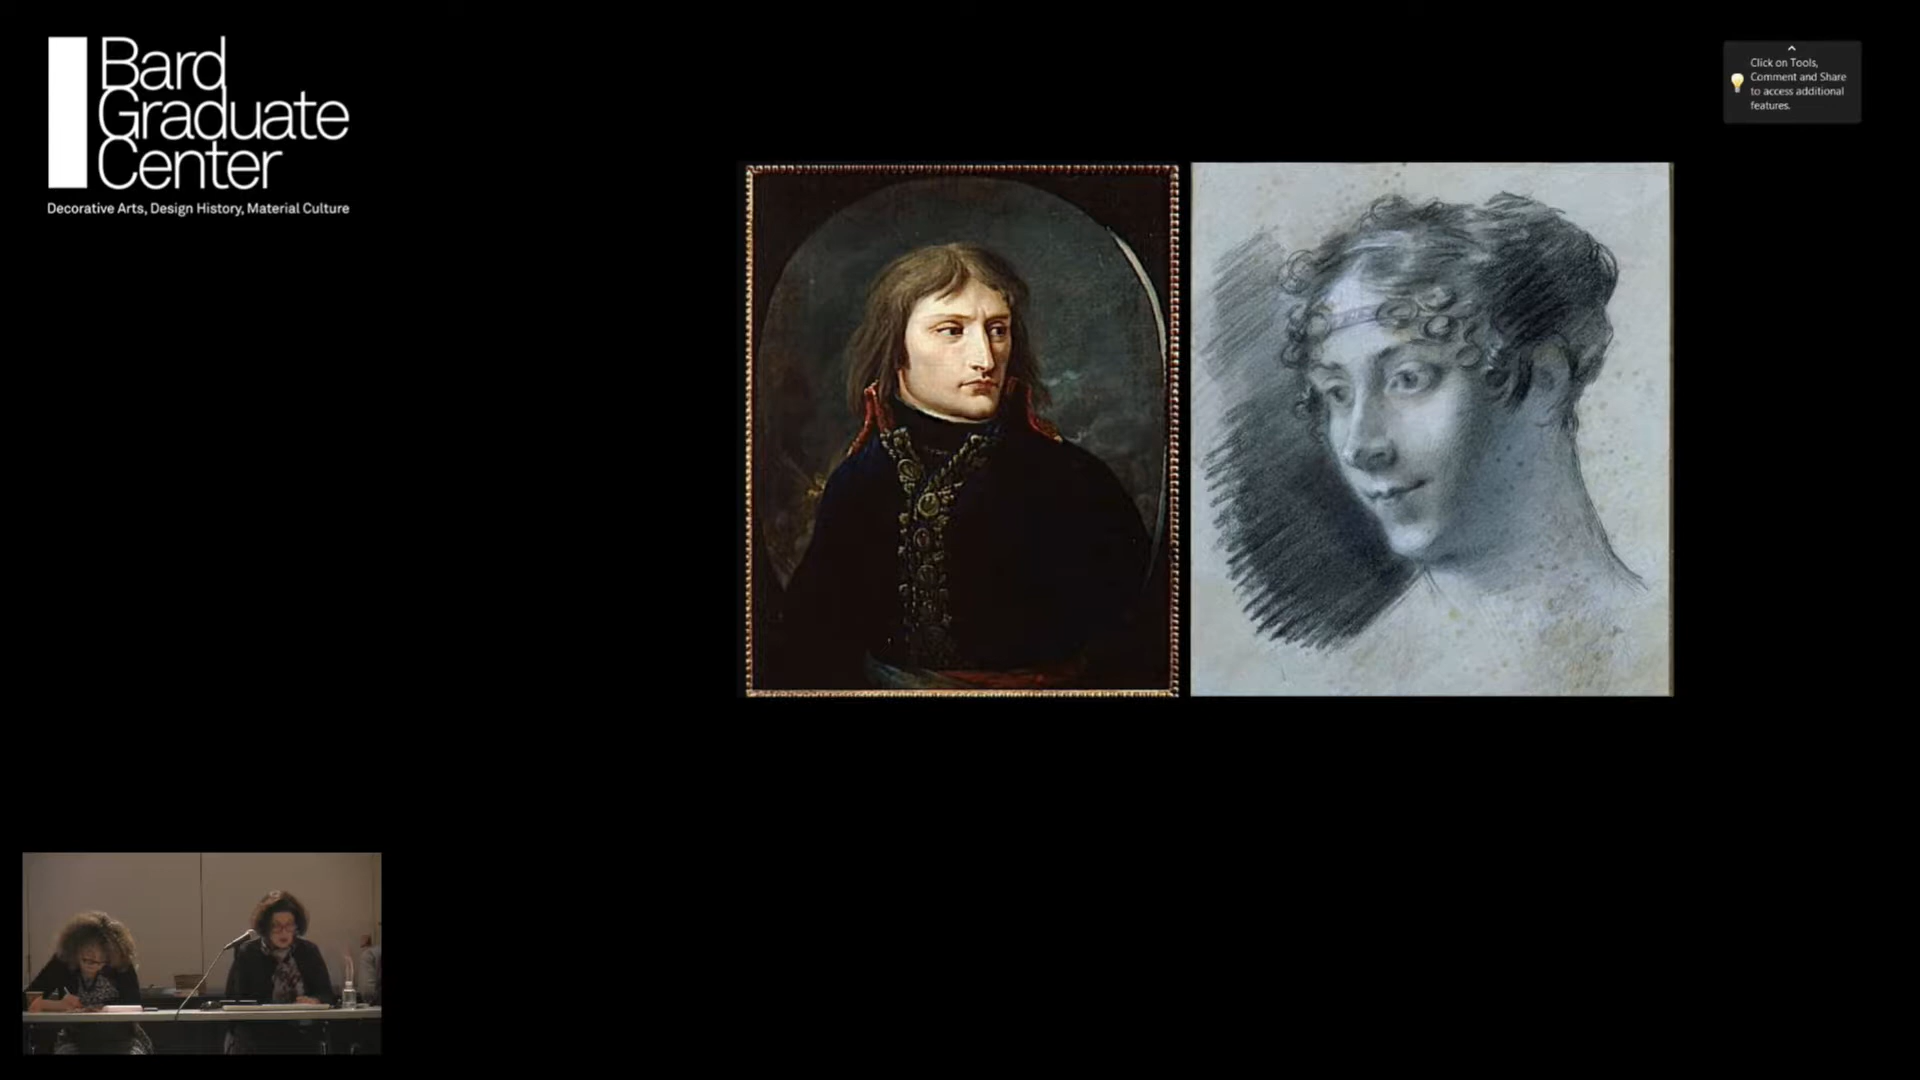 Bard
Graduate
Center
Decorative Arts, Design History, Material Culture
Click on Tools,
Comment and Share
to access additional
features.